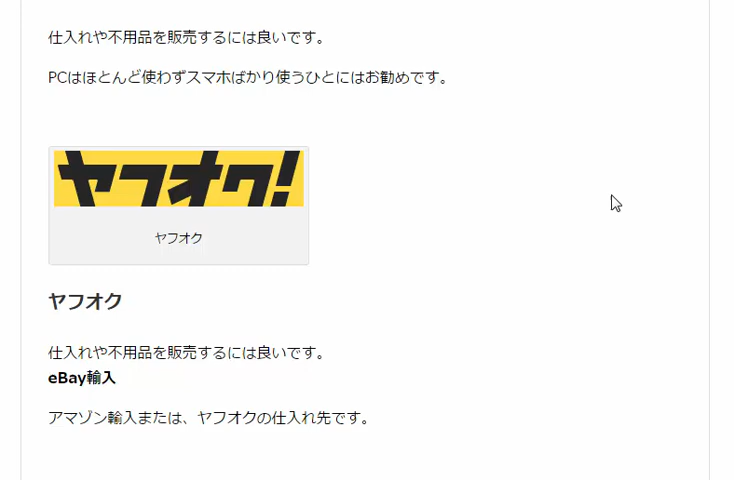 仕入れや不用品を販売するには良いです。
PCはほとんど使わずスマホばかり使うひとにはお勧めです。
ヤフオク!
ヤフオク
ヤフオク
仕入れや不用品を販売するには良いです。
eBay輸入
アマゾン輸入または、ヤフオクの仕入れ先です。